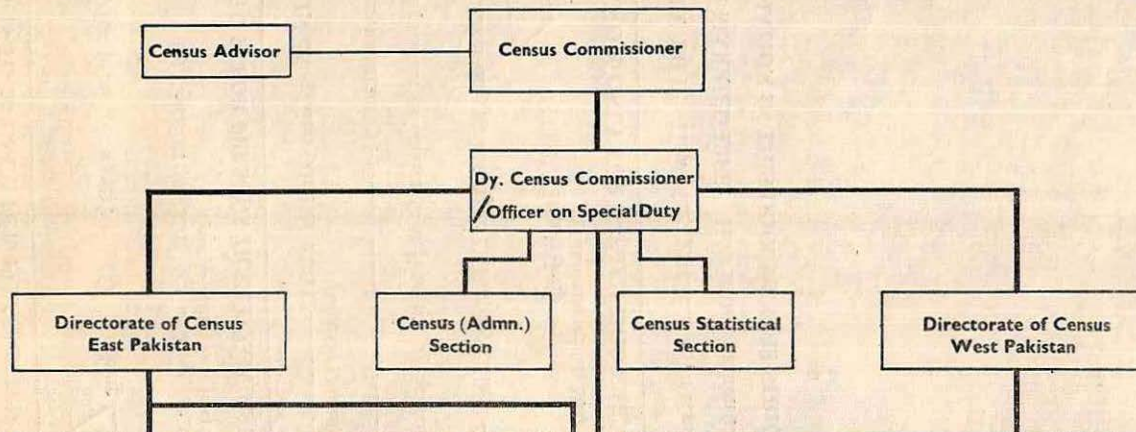 Census Advisor
Census Commissioner
Dy. Census Commissioner
/Officer on Special Duty
Directorate of Census
East Pakistan
Census (Admn.)
Section
Census Statistical
Section
Directorate of Census
West Pakistan